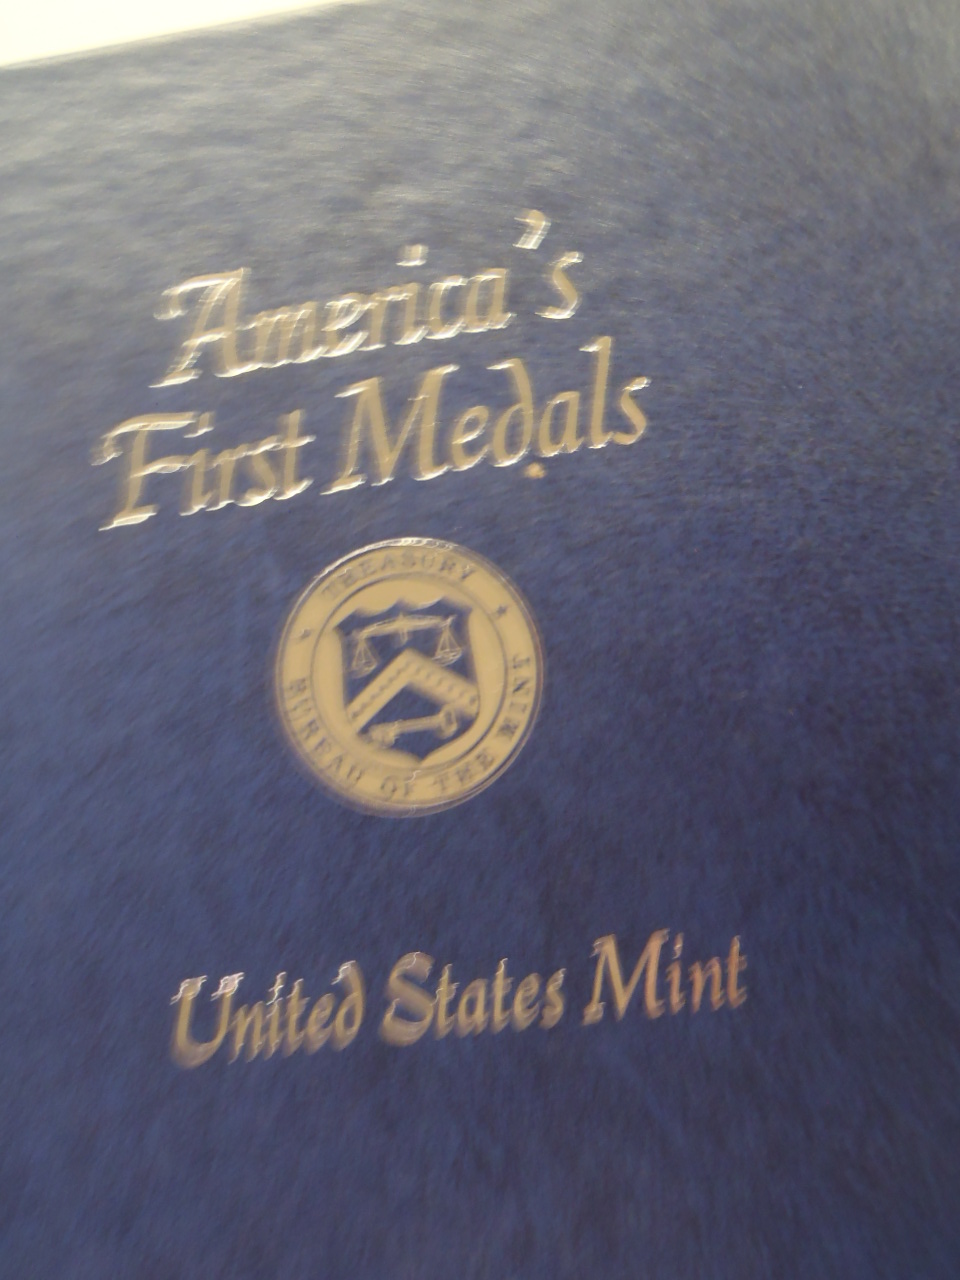 America's
First Medals
TREASURY
BUREAU OF THE MINT
United States Mint